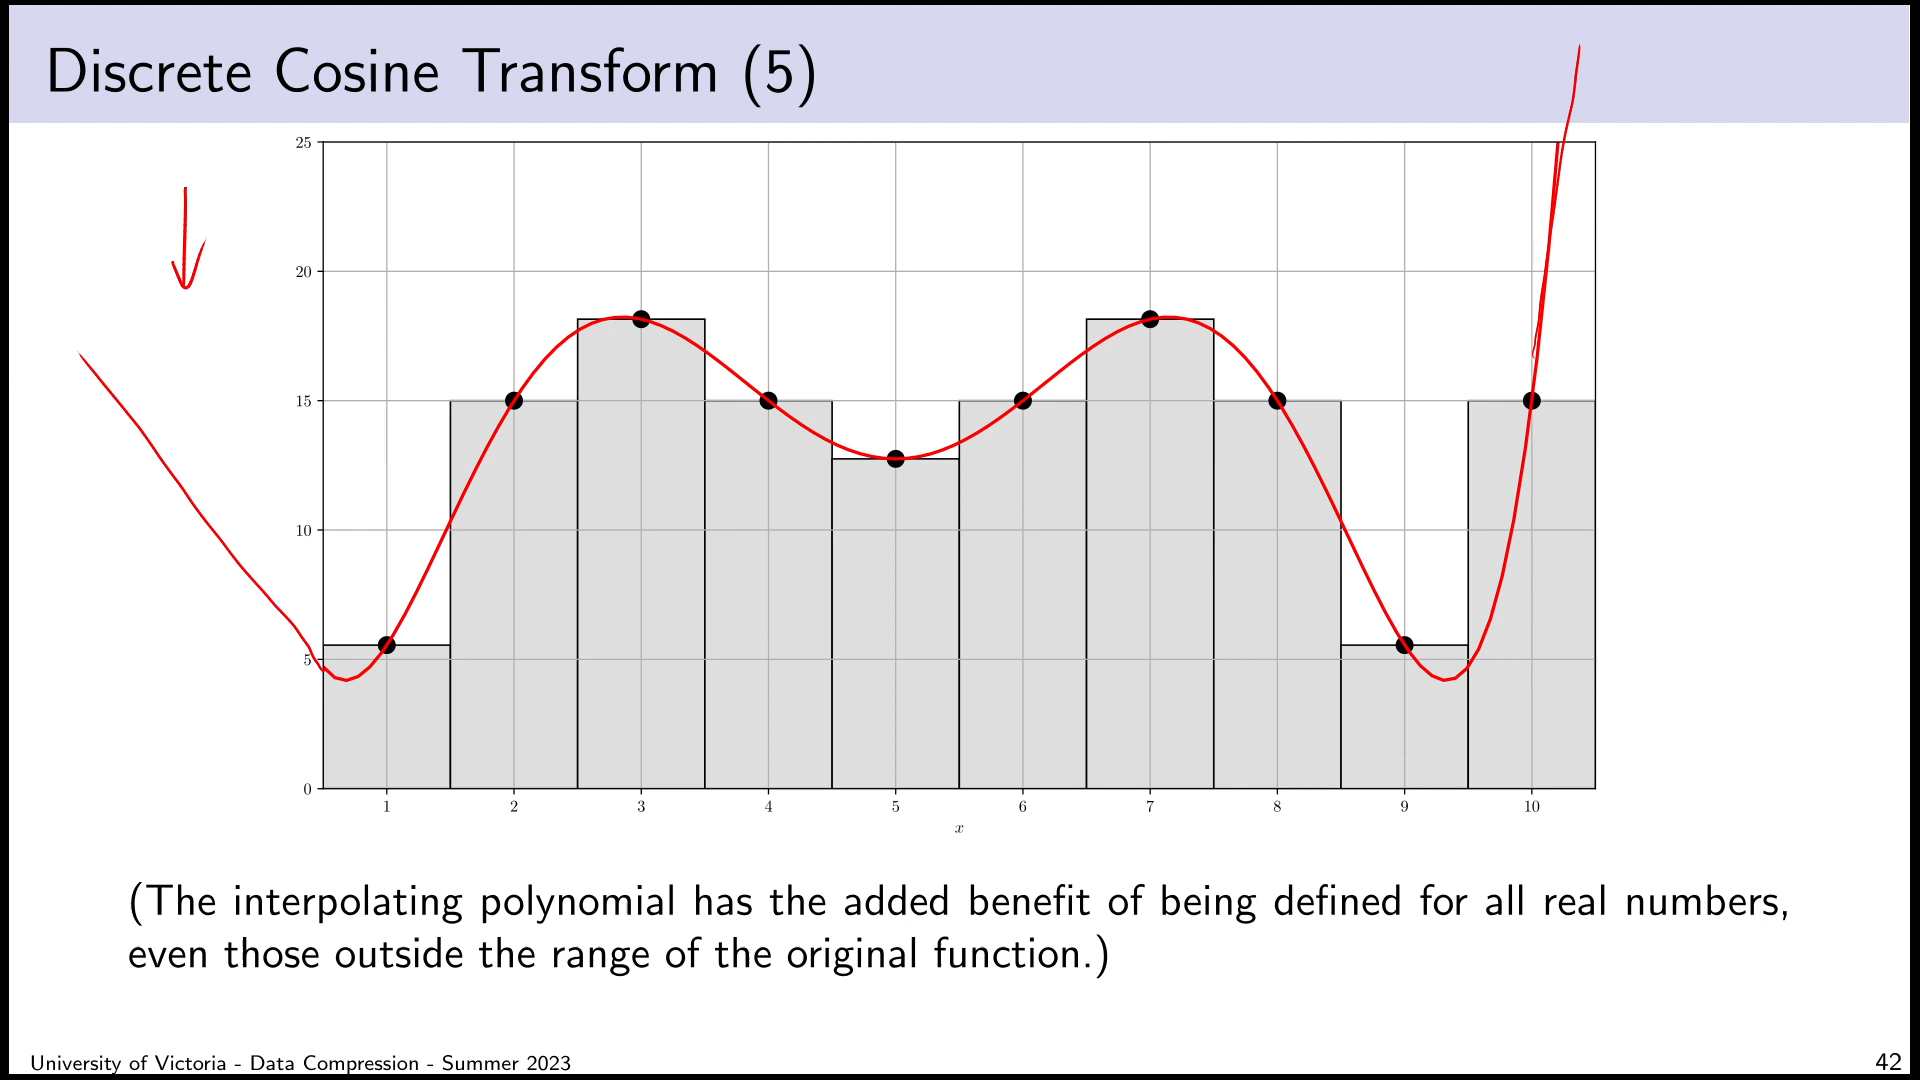 Discrete Cosine Transform (5)
25
20
15
10
5
0
1 2 3 4 5 6 7 8 9 10
x
(The interpolating polynomial has the added benefit of being defined for all real numbers,
even those outside the range of the original function.)
University of Victoria - Data Compression - Summer 2023 42